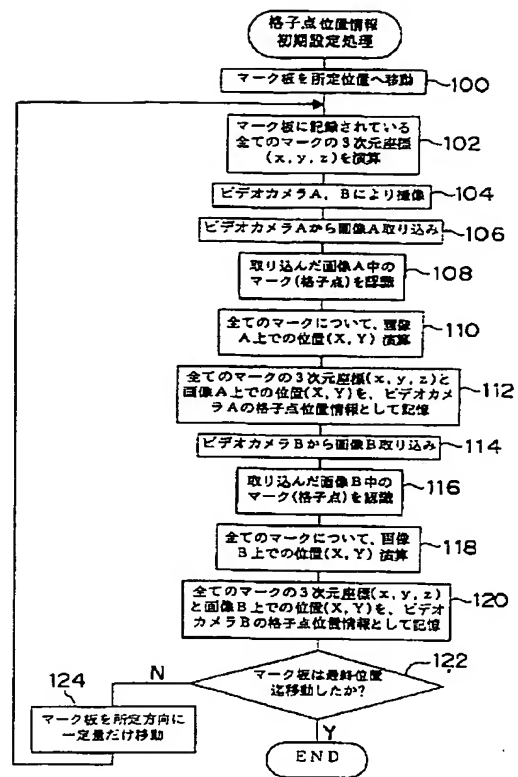 格子点位置情報
初期設定処理
マーク板を所定位置へ移動
100
マーク板に記録されている
全てのマークの3次元座標
(x, y, z)を演算
102
ビデオカメラA, Bにより撮像
104
ビデオカメラAから画像A取り込み
106
取り込んだ画像A中の
マーク(格子点)を認識
108
全てのマークについて、画像
A上での位置(X, Y)演算
110
全てのマークの3次元座標(x, y, z)と
画像A上での位置(X, Y)を、ビデオカメ
ラAの格子点位置情報として記憶
112
ビデオカメラBから画像B取り込み
114
取り込んだ画像B中の
マーク(格子点)を認識
116
全てのマークについて、画像
B上での位置(X, Y)演算
118
全てのマークの3次元座標(x, y, z)
と画像B上での位置(X, Y)を、ビデオ
カメラBの格子点位置情報として記憶
120
マーク板は最終位置
迄移動したか?
122
N
124
マーク板を所定方向に
一定量だけ移動
Y
END